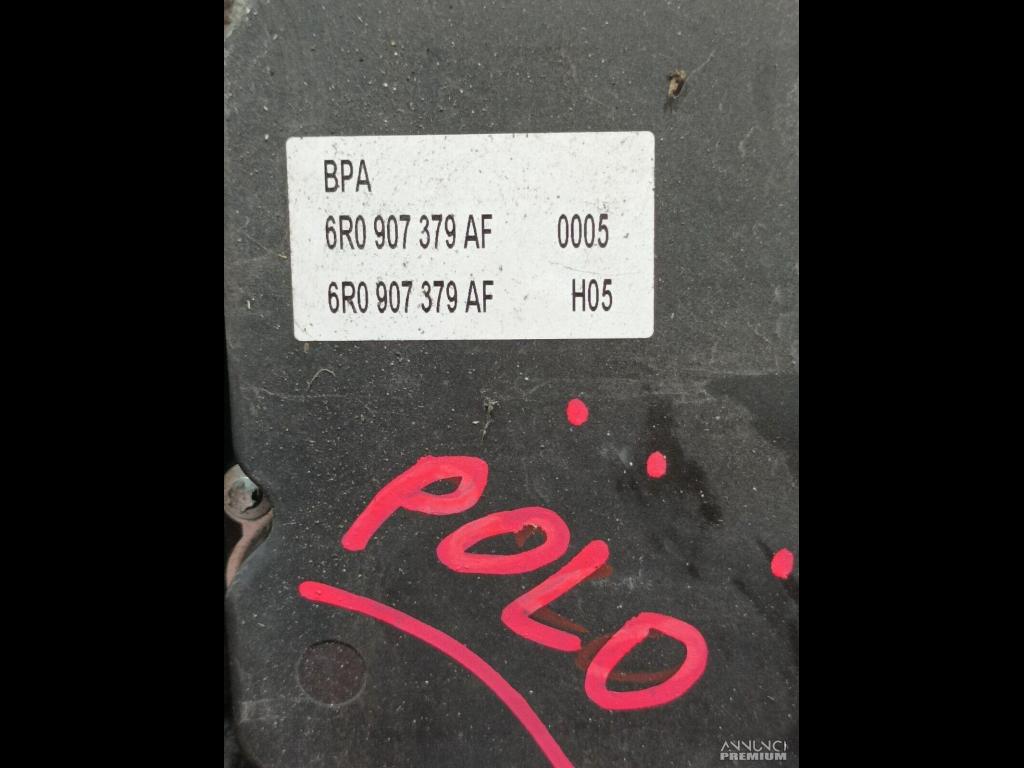 BPA
6R0 907 379 AF 0005
6R0 907 379 AF H05
POLO
ANNUNCI
PREMIUM